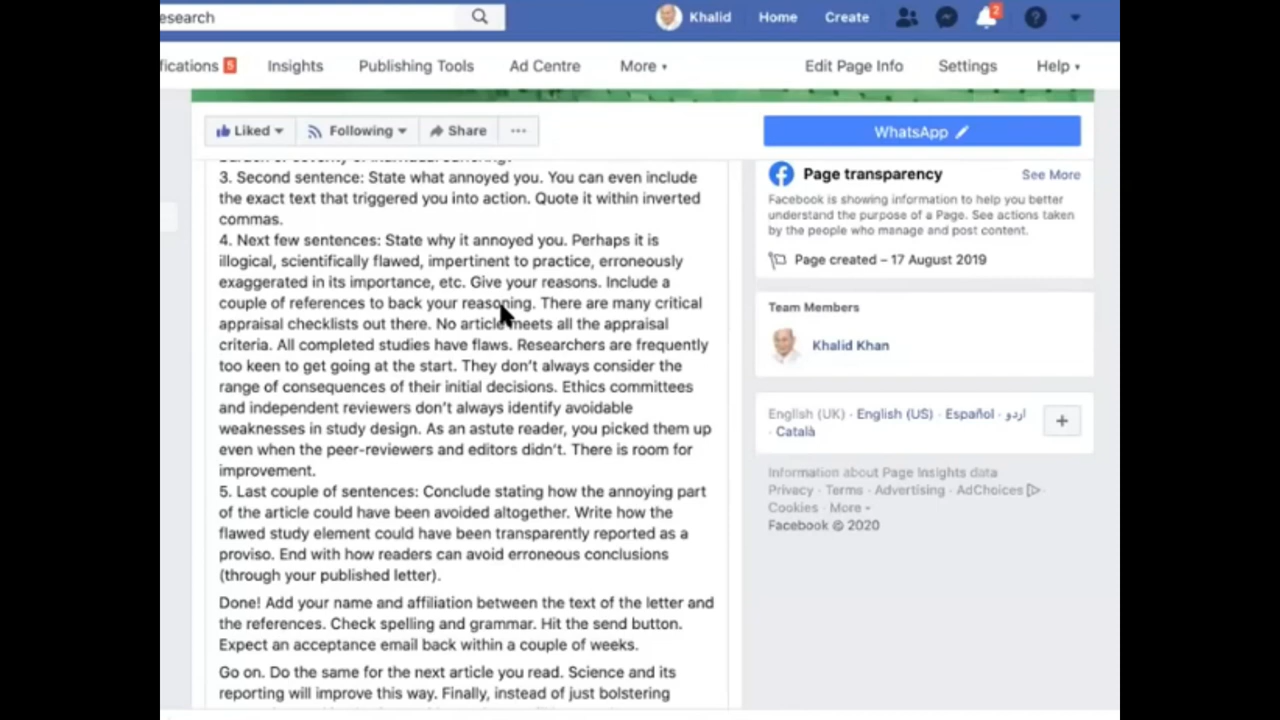 esearch
Khalid
Home
Create
2
fications 5
Insights
Publishing Tools
Ad Centre
More
Edit Page Info
Settings
Help
Liked
Following
Share
WhatsApp
3. Second sentence: State what annoyed you. You can even include
the exact text that triggered you into action. Quote it within inverted
commas.
4. Next few sentences: State why it annoyed you. Perhaps it is
illogical, scientifically flawed, impertinent to practice, erroneously
exaggerated in its importance, etc. Give your reasons. Include a
couple of references to back your reasoning. There are many critical
appraisal checklists out there. No article meets all the appraisal
criteria. All completed studies have flaws. Researchers are frequently
too keen to get going at the start. They don't always consider the
range of consequences of their initial decisions. Ethics committees
and independent reviewers don't always identify avoidable
weaknesses in study design. As an astute reader, you picked them up
even when the peer-reviewers and editors didn't. There is room for
improvement.
5. Last couple of sentences: Conclude stating how the annoying part
of the article could have been avoided altogether. Write how the
flawed study element could have been transparently reported as a
proviso. End with how readers can avoid erroneous conclusions
(through your published letter).
Done! Add your name and affiliation between the text of the letter and
the references. Check spelling and grammar. Hit the send button.
Expect an acceptance email back within a couple of weeks.
Go on. Do the same for the next article you read. Science and its
reporting will improve this way. Finally, instead of just bolstering
Page transparency
See More
Facebook is showing information to help you better
understand the purpose of a Page. See actions taken
by the people who manage and post content.
Page created – 17 August 2019
Team Members
Khalid Khan
English (UK) · English (US) · Español · اردو
· Català
Information about Page Insights data
Privacy · Terms · Advertising · AdChoices
Cookies · More
Facebook © 2020